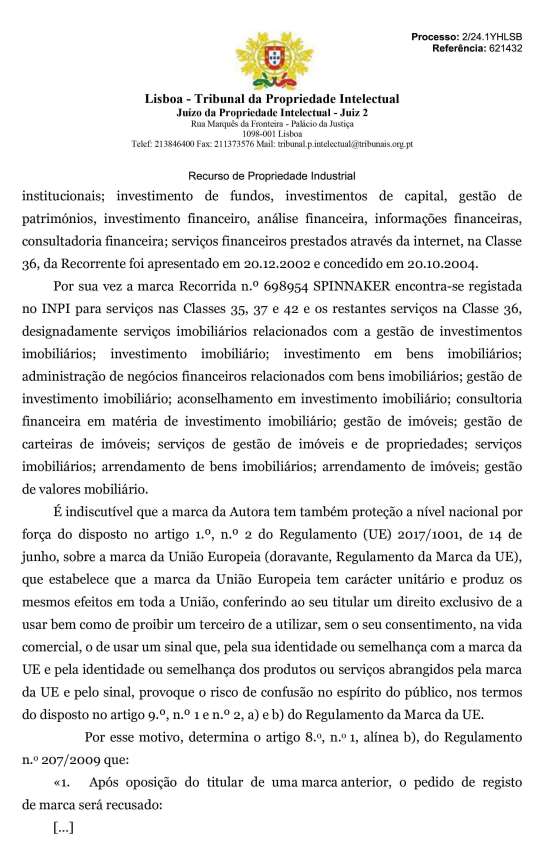 Processo: 2/24.1YHLSB
Referência: 621432
Lisboa - Tribunal da Propriedade Intelectual
Juízo da Propriedade Intelectual - Juiz 2
Rua Marquês da Fronteira - Palácio da Justiça
1098-001 Lisboa
Telef: 213846400 Fax: 211373576 Mail: tribunal.p.intelectual@tribunais.org.pt
Recurso de Propriedade Industrial
institucionais; investimento de fundos, investimentos de capital, gestão de
patrimónios, investimento financeiro, análise financeira, informações financeiras,
consultadoria financeira; serviços financeiros prestados através da internet, na Classe
36, da Recorrente foi apresentado em 20.12.2002 e concedido em 20.10.2004.
Por sua vez a marca Recorrida n.º 698954 SPINNAKER encontra-se registada
no INPI para serviços nas Classes 35, 37 e 42 e os restantes serviços na Classe 36,
designadamente serviços imobiliários relacionados com a gestão de investimentos
imobiliários; investimento imobiliário; investimento em bens imobiliários;
administração de negócios financeiros relacionados com bens imobiliários; gestão de
investimento imobiliário; aconselhamento em investimento imobiliário; consultoria
financeira em matéria de investimento imobiliário; gestão de imóveis; gestão de
carteiras de imóveis; serviços de gestão de imóveis e de propriedades; serviços
imobiliários; arrendamento de bens imobiliários; arrendamento de imóveis; gestão
de valores mobiliário.
É indiscutível que a marca da Autora tem também proteção a nível nacional por
força do disposto no artigo 1.º, n.º 2 do Regulamento (UE) 2017/1001, de 14 de
junho, sobre a marca da União Europeia (doravante, Regulamento da Marca da UE),
que estabelece que a marca da União Europeia tem carácter unitário e produz os
mesmos efeitos em toda a União, conferindo ao seu titular um direito exclusivo de a
usar bem como de proibir um terceiro de a utilizar, sem o seu consentimento, na vida
comercial, o de usar um sinal que, pela sua identidade ou semelhança com a marca da
UE e pela identidade ou semelhança dos produtos ou serviços abrangidos pela marca
da UE e pelo sinal, provoque o risco de confusão no espírito do público, nos termos
do disposto no artigo 9.º, n.º 1 e n.º 2, a) e b) do Regulamento da Marca da UE.
Por esse motivo, determina o artigo 8.º, n.º 1, alínea b), do Regulamento
n.º 207/2009 que:
«1. Após oposição do titular de uma marca anterior, o pedido de registo
de marca será recusado:
[…]